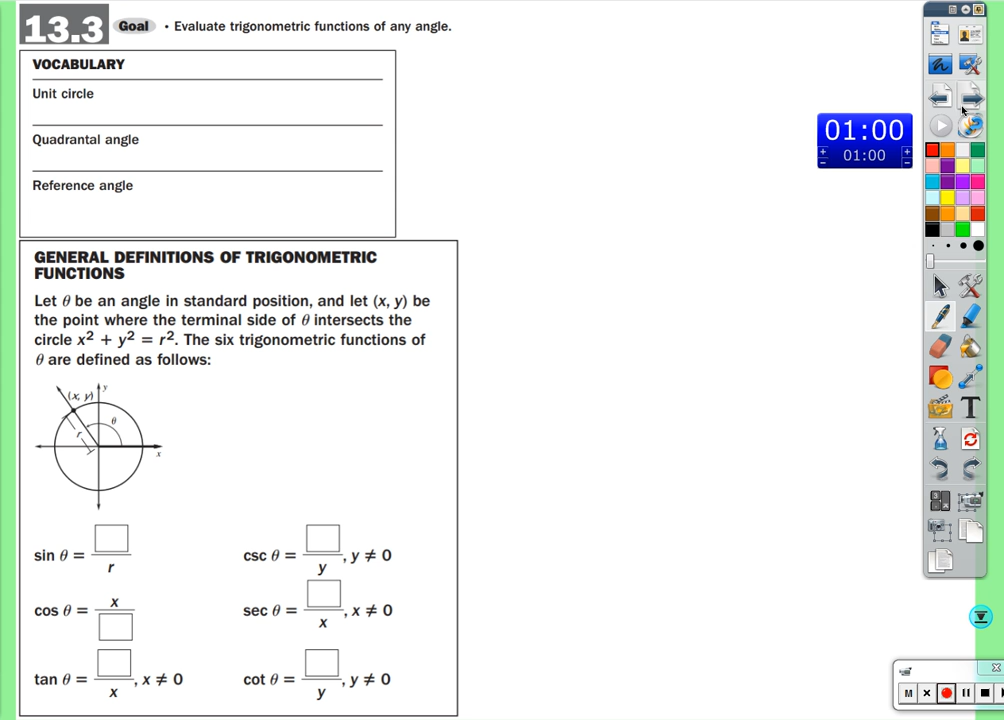 13.3 Goal • Evaluate trigonometric functions of any angle.
VOCABULARY
Unit circle
Quadrantal angle
Reference angle
GENERAL DEFINITIONS OF TRIGONOMETRIC
FUNCTIONS
Let θ be an angle in standard position, and let (x, y) be
the point where the terminal side of θ intersects the
circle x² + y² = r². The six trigonometric functions of
θ are defined as follows:
(x, y)
y
θ
r
x
sin θ = □/r
csc θ = □/y, y ≠ 0
cos θ = x/□
sec θ = □/x, x ≠ 0
tan θ = □/x, x ≠ 0
cot θ = □/y, y ≠ 0
01:00
+ 01:00 +
− −
T
M